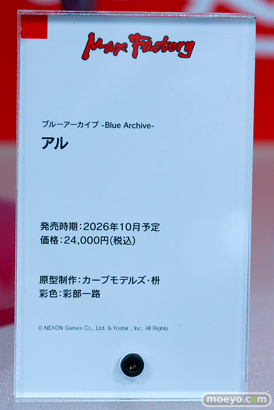 Max Factory
ブルーアーカイブ -Blue Archive-
アル
発売時期：2026年10月予定
価格：24,000円(税込)
原型制作：カーブモデルズ・枡
彩色：彩部一路
© NEXON Games Co., Ltd. & Yostar , Inc. All Rights
moeyo.com